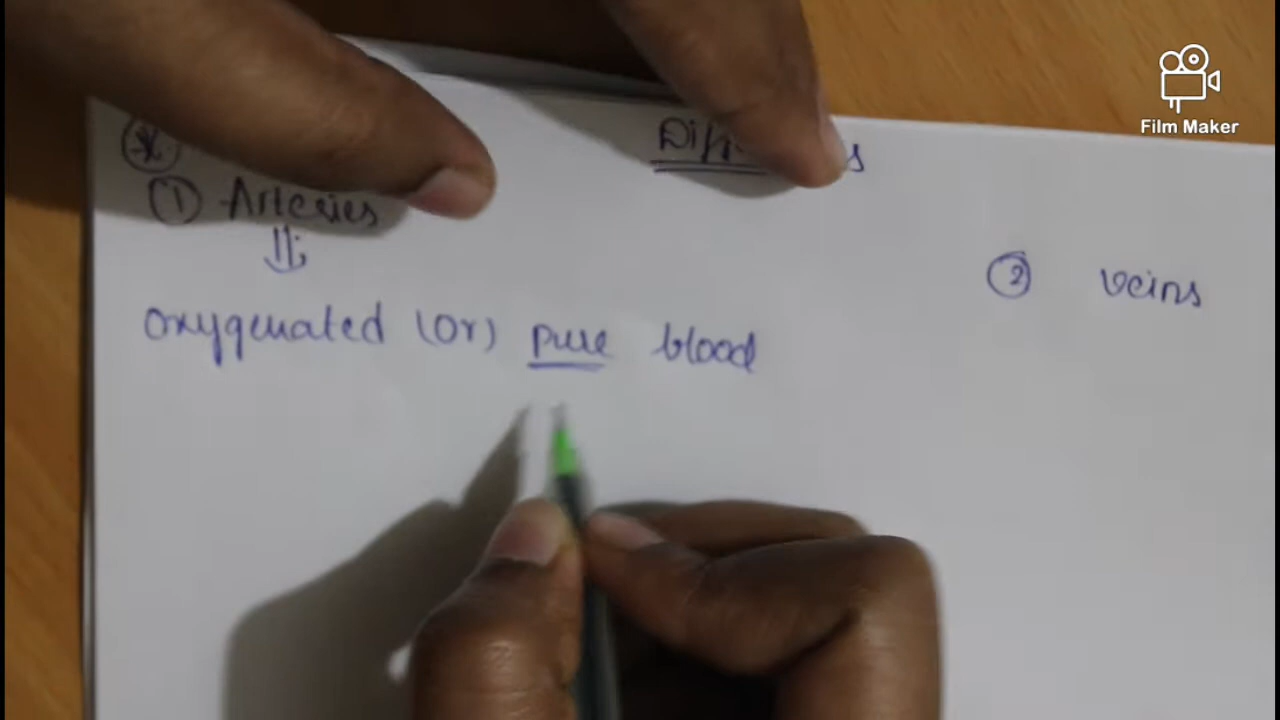 Film Maker
① Arteries
② veins
oxygenated (or) pure blood